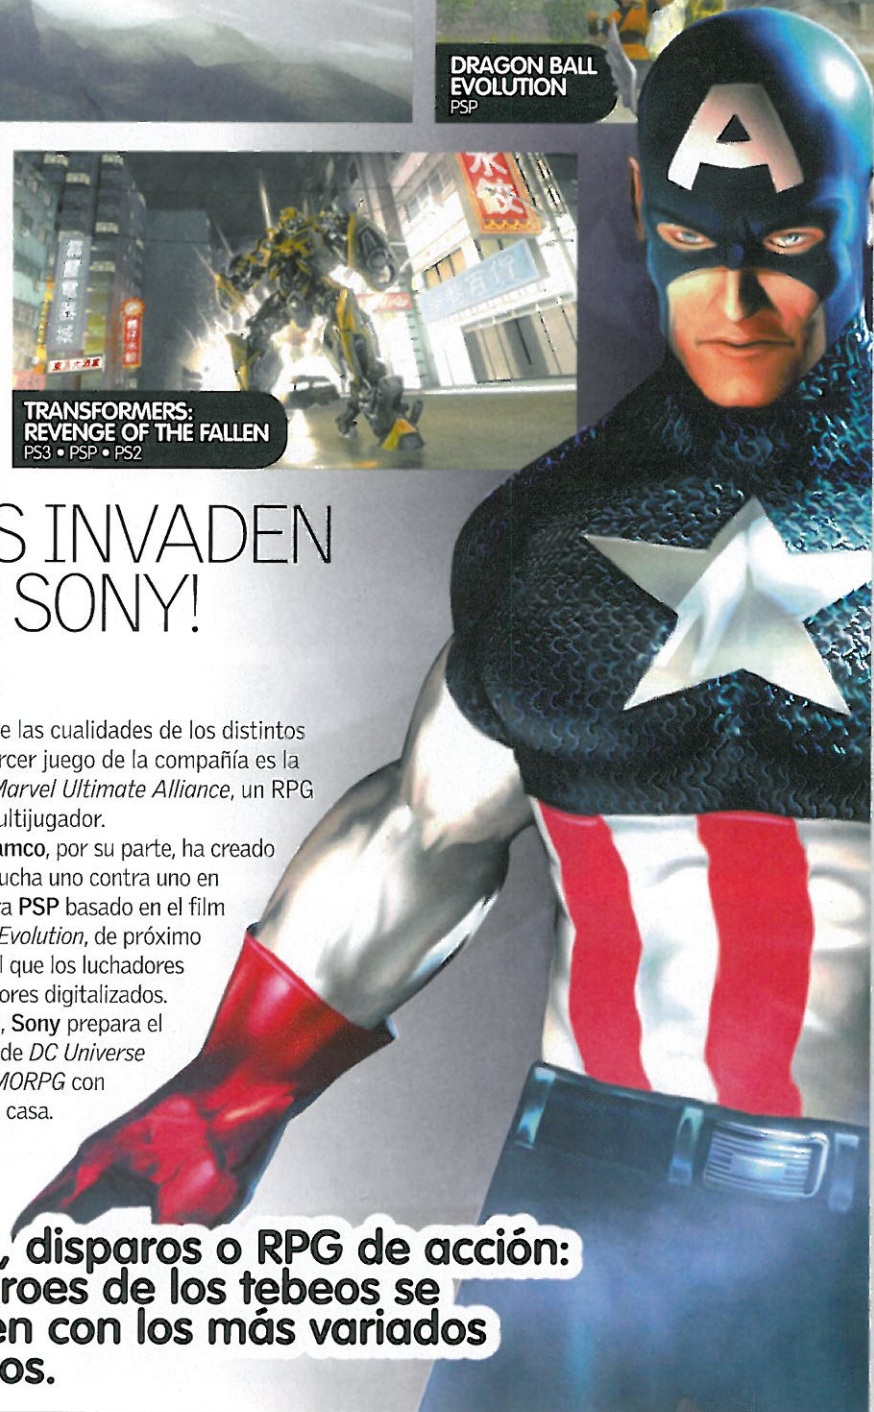 DRAGON BALL
EVOLUTION
PSP
A
TRANSFORMERS:
REVENGE OF THE FALLEN
PS3 • PSP • PS2
S INVADEN
SONY!
e las cualidades de los distintos
rcer juego de la compañía es la
Marvel Ultimate Alliance, un RPG
ultijugador.
amco, por su parte, ha creado
ucha uno contra uno en
ra PSP basado en el film
Evolution, de próximo
l que los luchadores
ores digitalizados.
, Sony prepara el
de DC Universe
MORPG con
casa.
, disparos o RPG de acción:
roes de los tebeos se
en con los más variados
os.